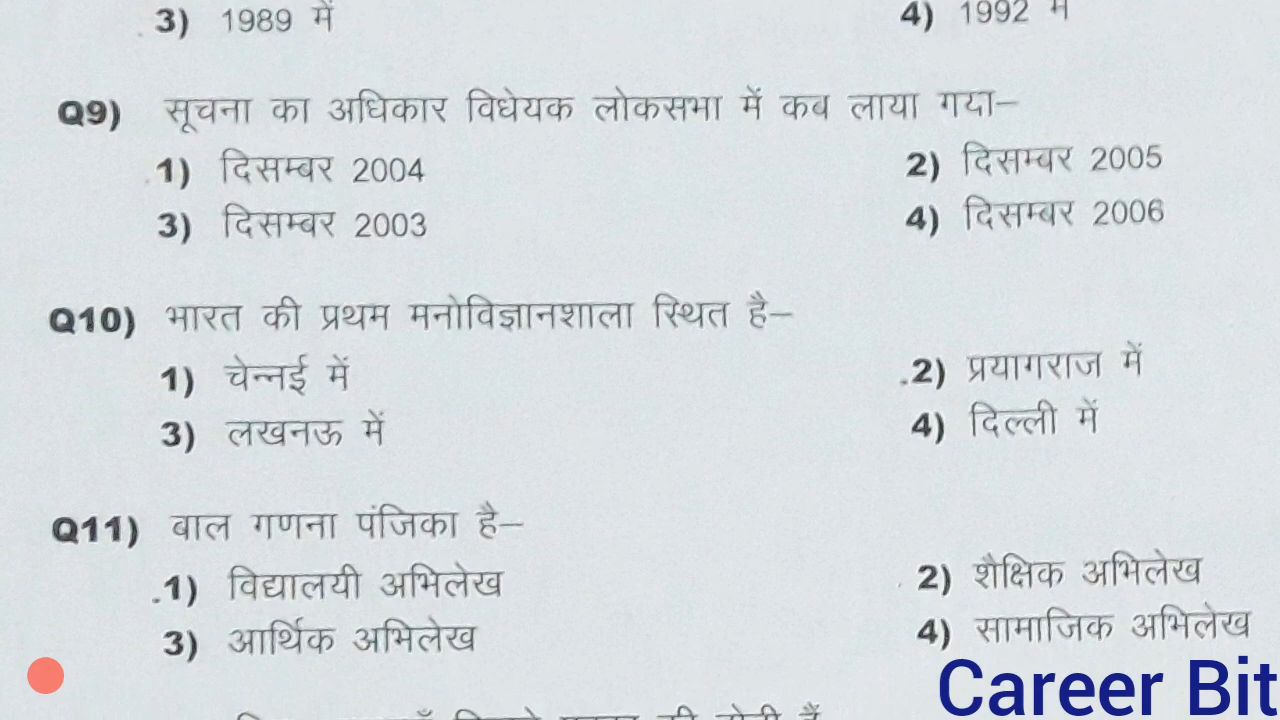 3) 1989 में 4) 1992 में
Q9) सूचना का अधिकार विधेयक लोकसभा में कब लाया गया–
1) दिसम्बर 2004 2) दिसम्बर 2005
3) दिसम्बर 2003 4) दिसम्बर 2006
Q10) भारत की प्रथम मनोविज्ञानशाला स्थित है–
1) चेन्नई में 2) प्रयागराज में
3) लखनऊ में 4) दिल्ली में
Q11) बाल गणना पंजिका है–
1) विद्यालयी अभिलेख 2) शैक्षिक अभिलेख
3) आर्थिक अभिलेख 4) सामाजिक अभिलेख
Career Bit